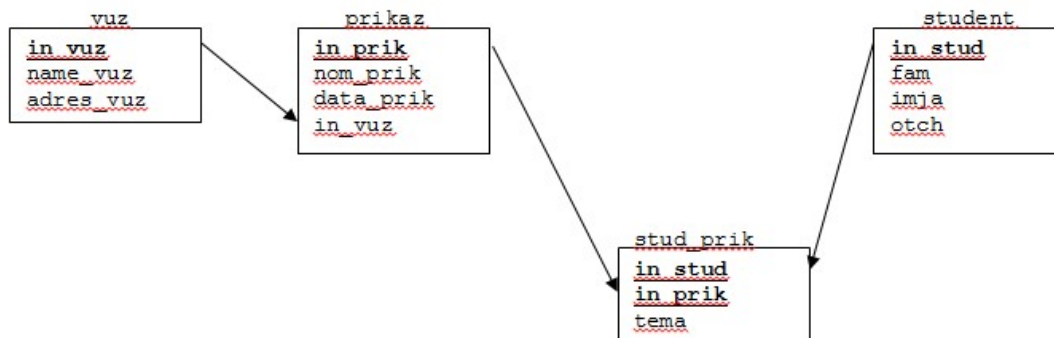 vuz
in_vuz
name_vuz
adres_vuz
prikaz
in_prik
nom_prik
data_prik
in_vuz
student
in_stud
fam
imja
otch
stud_prik
in_stud
in_prik
tema